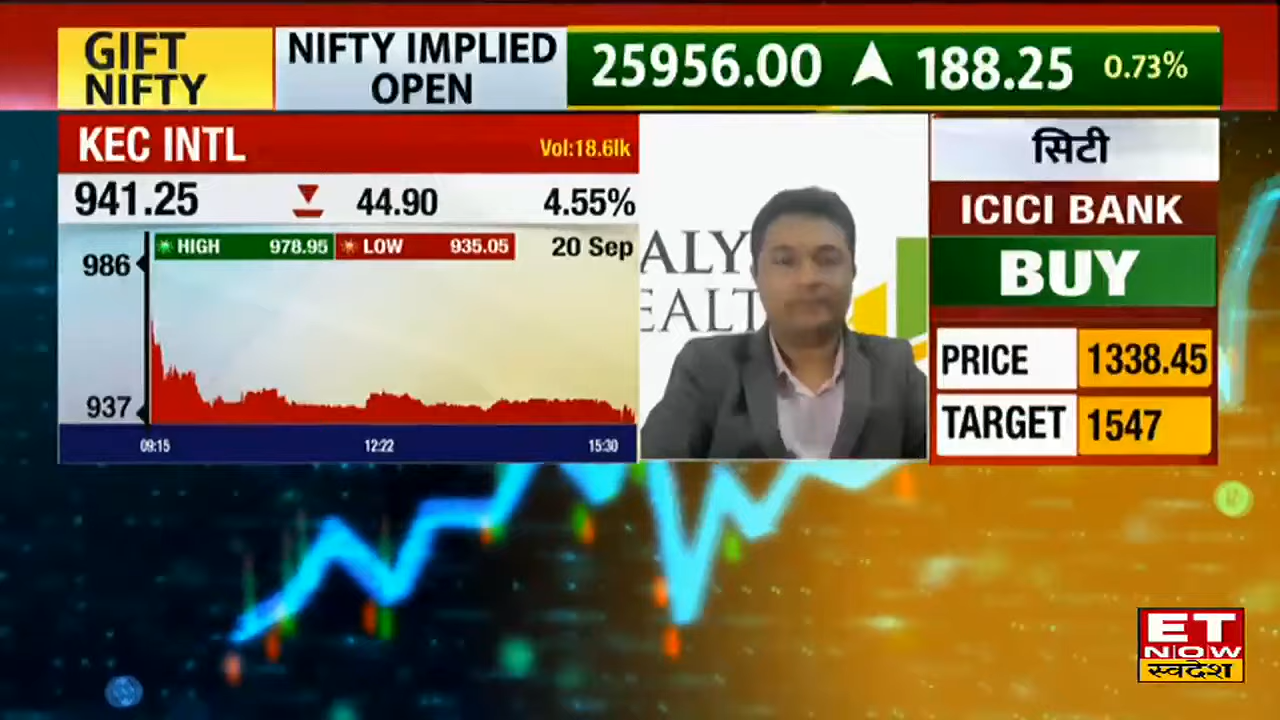 GIFT
NIFTY
NIFTY IMPLIED
OPEN
25956.00 188.25 0.73%
KEC INTL Vol:18.6lk
941.25 44.90 4.55%
HIGH 978.95 LOW 935.05 20 Sep
986
937
09:15 12:22 15:30
ALY
EALT
सिटी
ICICI BANK
BUY
PRICE 1338.45
TARGET 1547
ET
NOW
स्वदेश